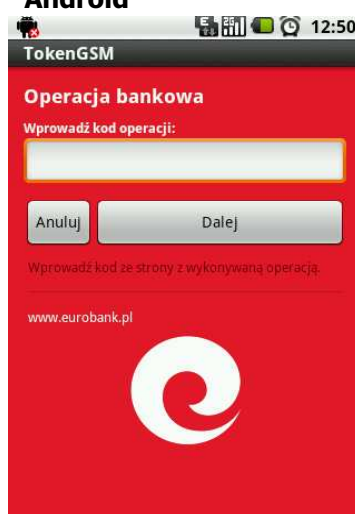 Android
12:50
TokenGSM
Operacja bankowa
Wprowadź kod operacji:
Anuluj
Dalej
Wprowadź kod ze strony z wykonywaną operacją.
www.eurobank.pl